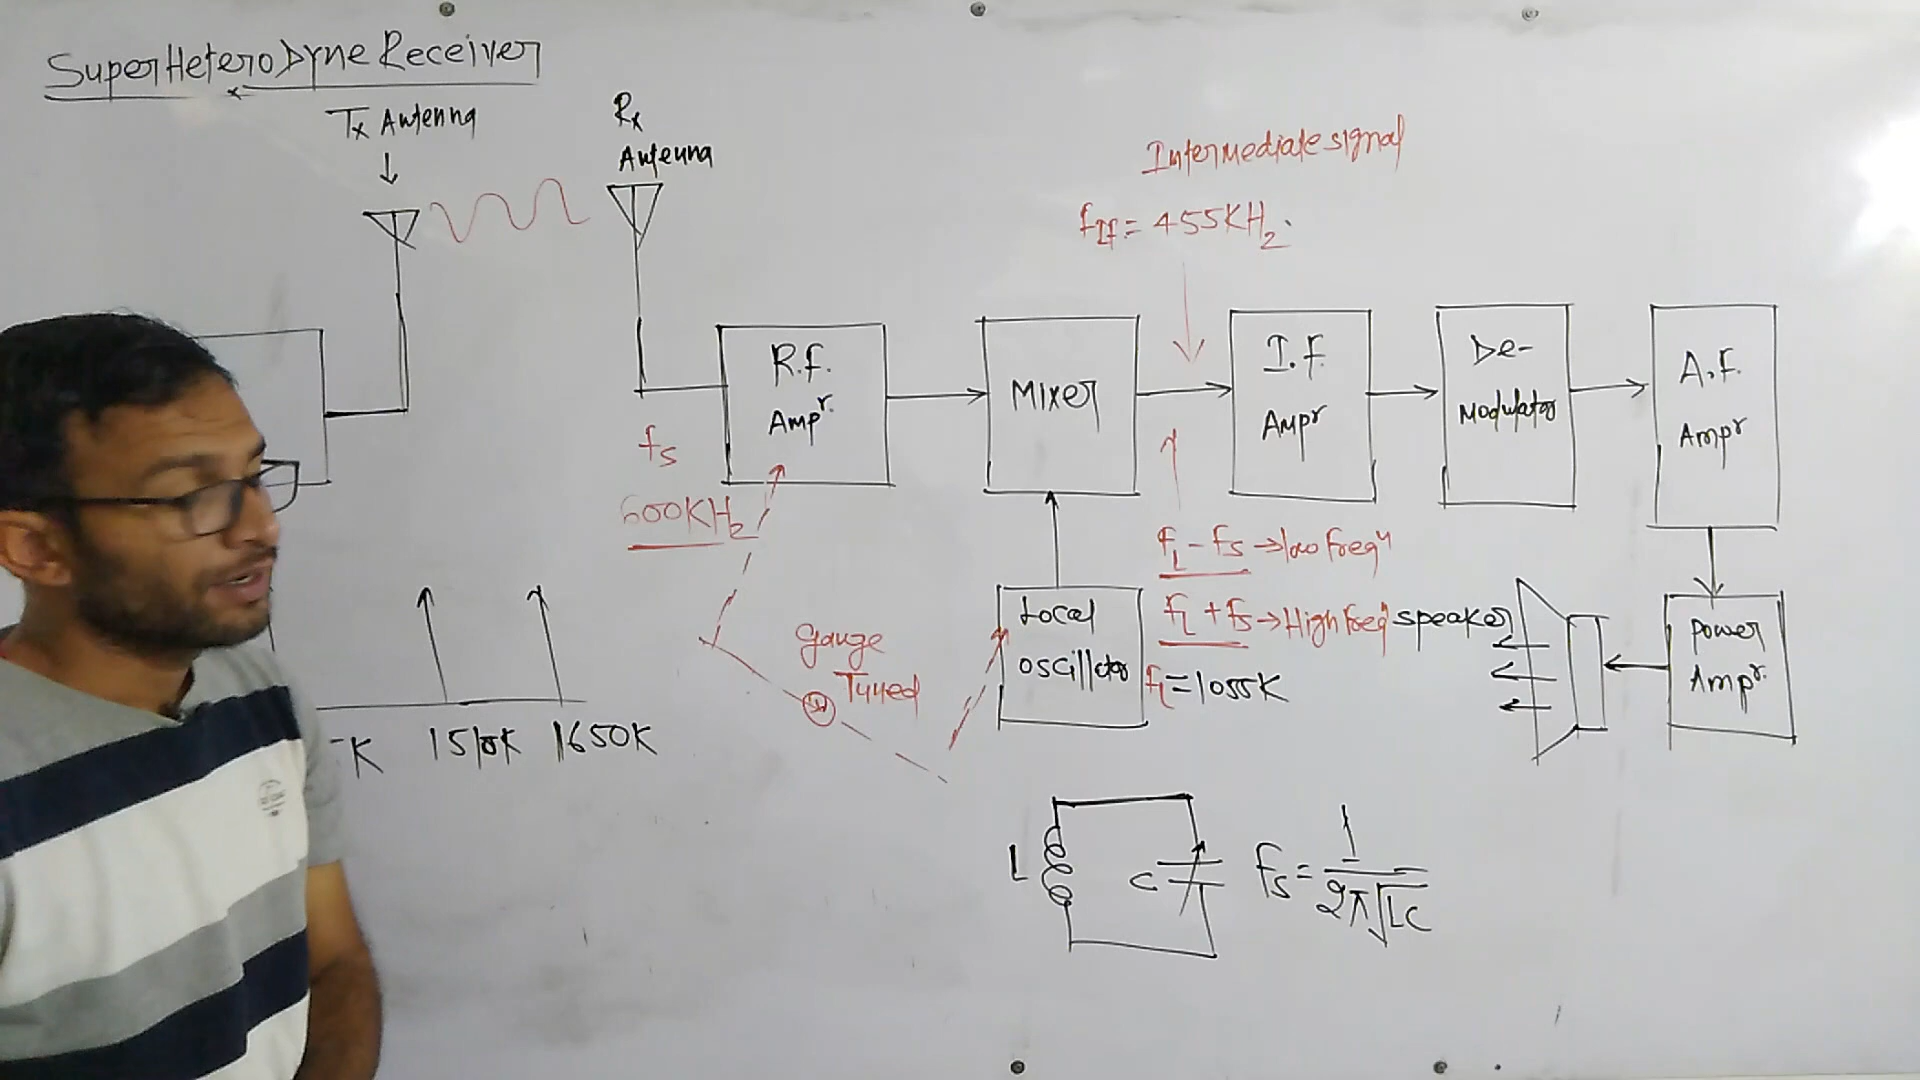 SuperHeteroDyne Receiver
Tx Antenna
Rx
Antenna
Intermediate signal
fIf = 455KHz.
R.f.
Ampr.
Mixer
I.F.
Ampr
De-
Modulator
A.F.
Ampr
fs
600KHz
fL - fs → low freqy
fL + fs → High freqy
speaker
Local
oscillator
fL = 1055K
Power
Ampr.
Gauge
Tuned
K
1510K
1650K
L
C
fs = 1/2π√LC